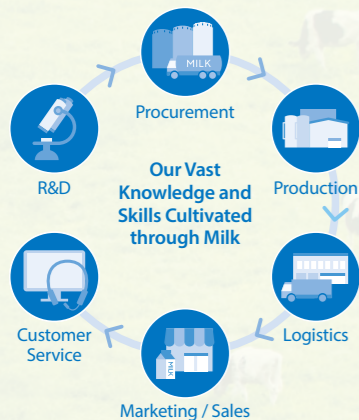 MILK
Procurement
R&D
Our Vast
Knowledge and
Skills Cultivated
through Milk
Production
Customer
Service
Logistics
MILK
Marketing / Sales